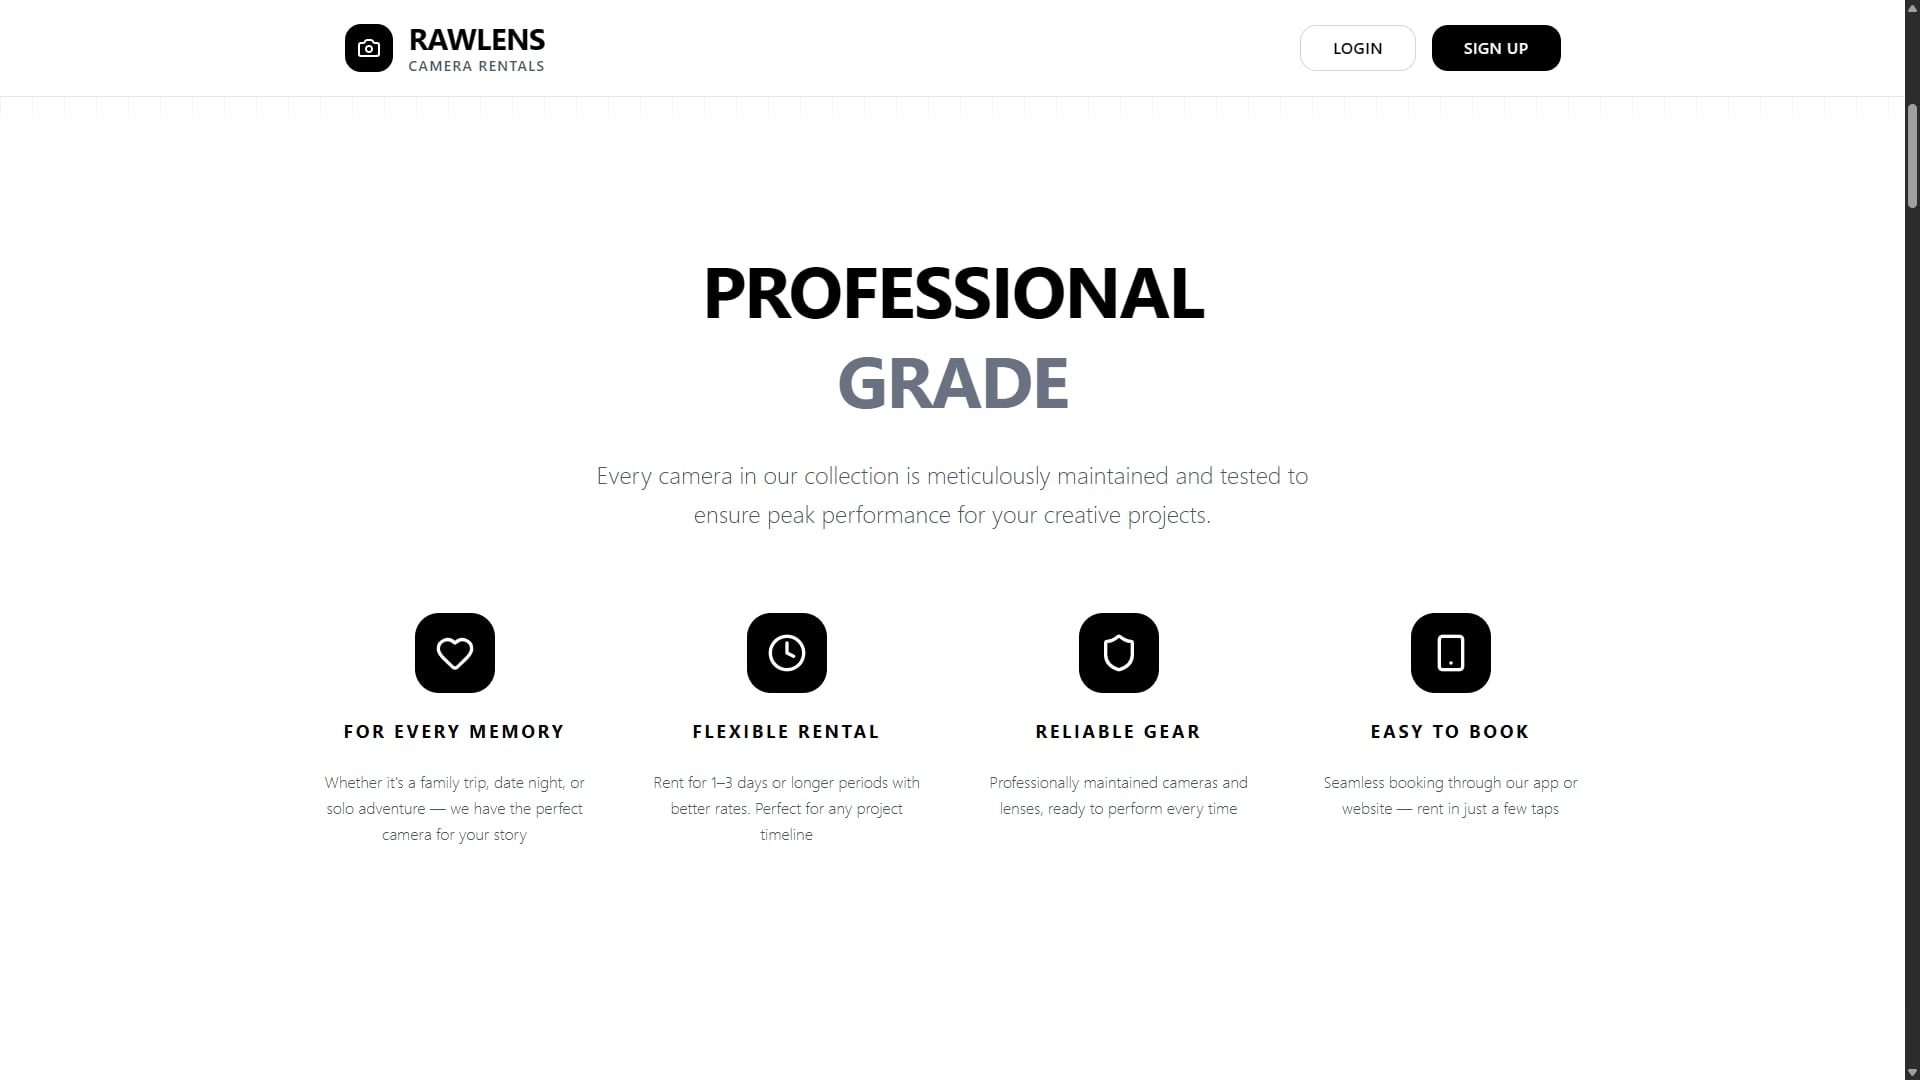 RAWLENS
CAMERA RENTALS
LOGIN
SIGN UP
PROFESSIONAL
GRADE
Every camera in our collection is meticulously maintained and tested to
ensure peak performance for your creative projects.
FOR EVERY MEMORY
Whether it's a family trip, date night, or
solo adventure — we have the perfect
camera for your story
FLEXIBLE RENTAL
Rent for 1–3 days or longer periods with
better rates. Perfect for any project
timeline
RELIABLE GEAR
Professionally maintained cameras and
lenses, ready to perform every time
EASY TO BOOK
Seamless booking through our app or
website — rent in just a few taps